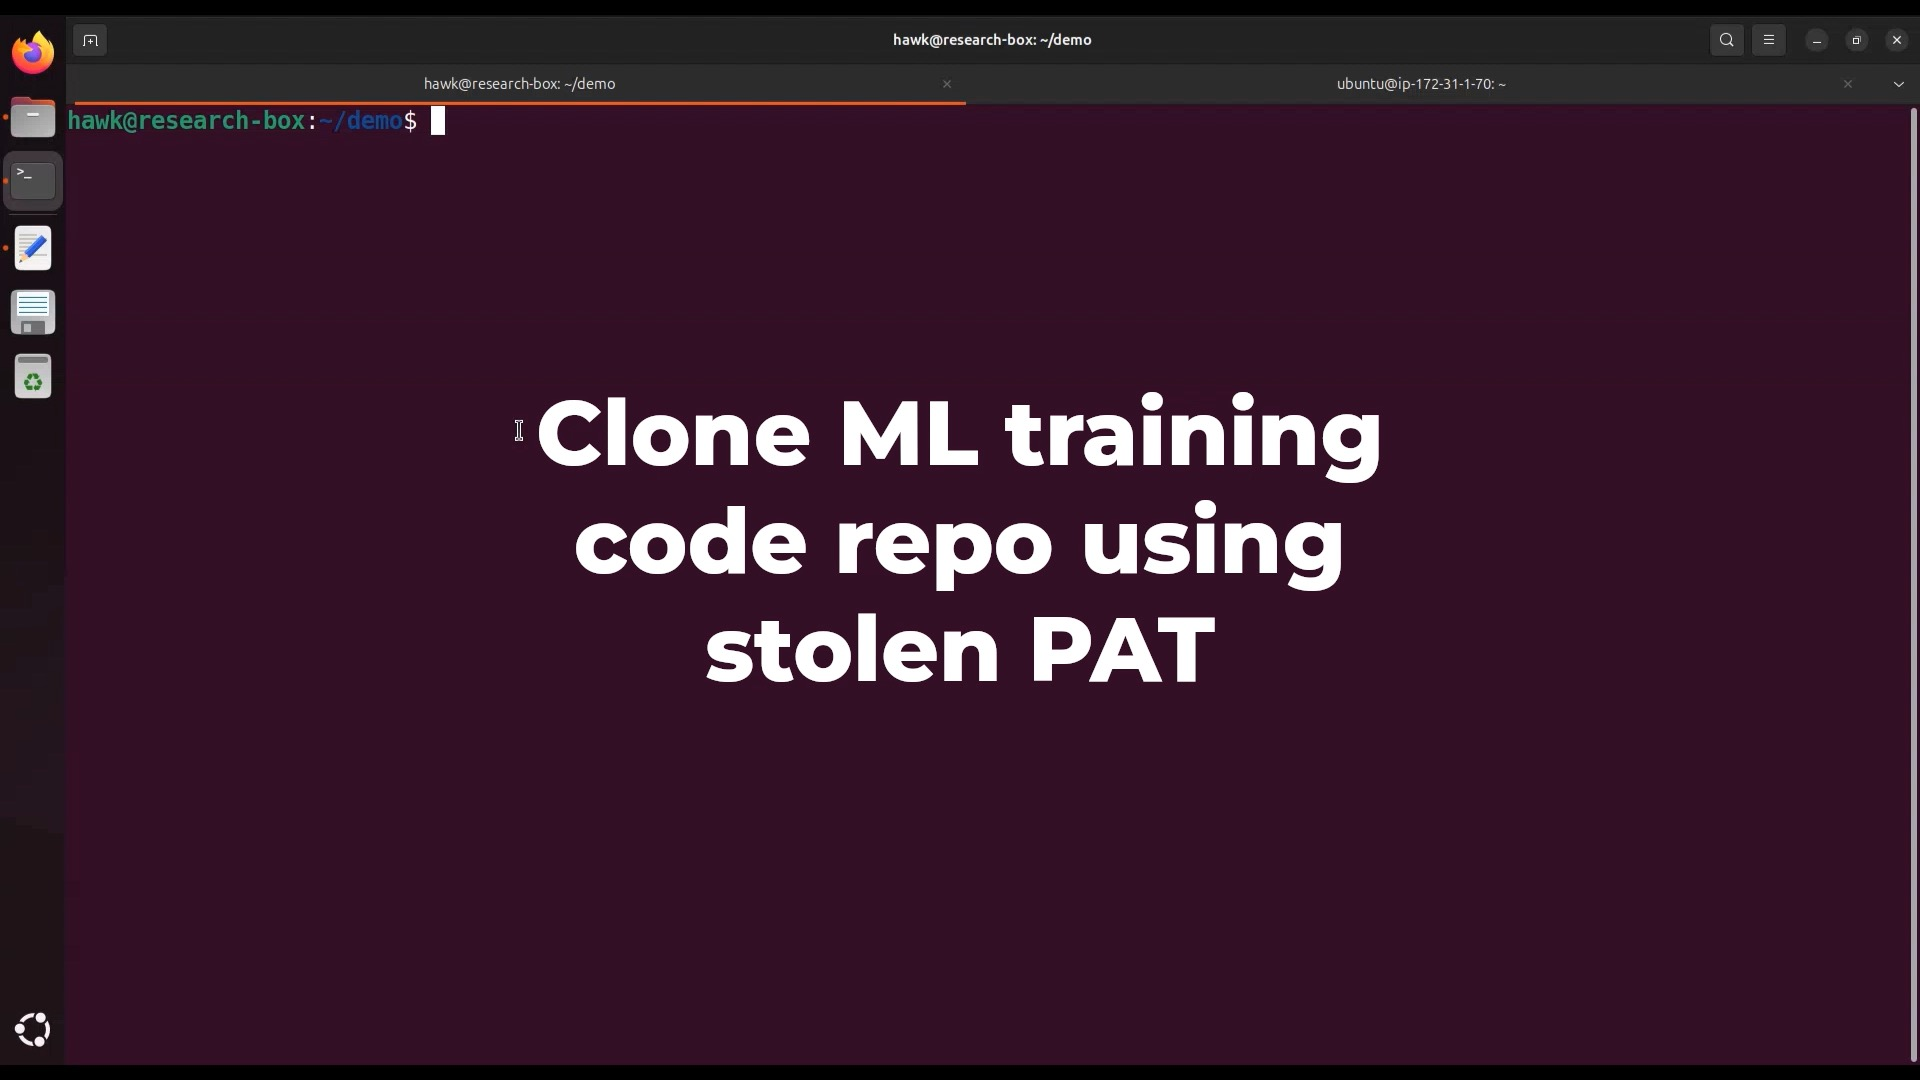 hawk@research-box: ~/demo
hawk@research-box: ~/demo
ubuntu@ip-172-31-1-70: ~
hawk@research-box:~/demo$
Clone ML training
code repo using
stolen PAT